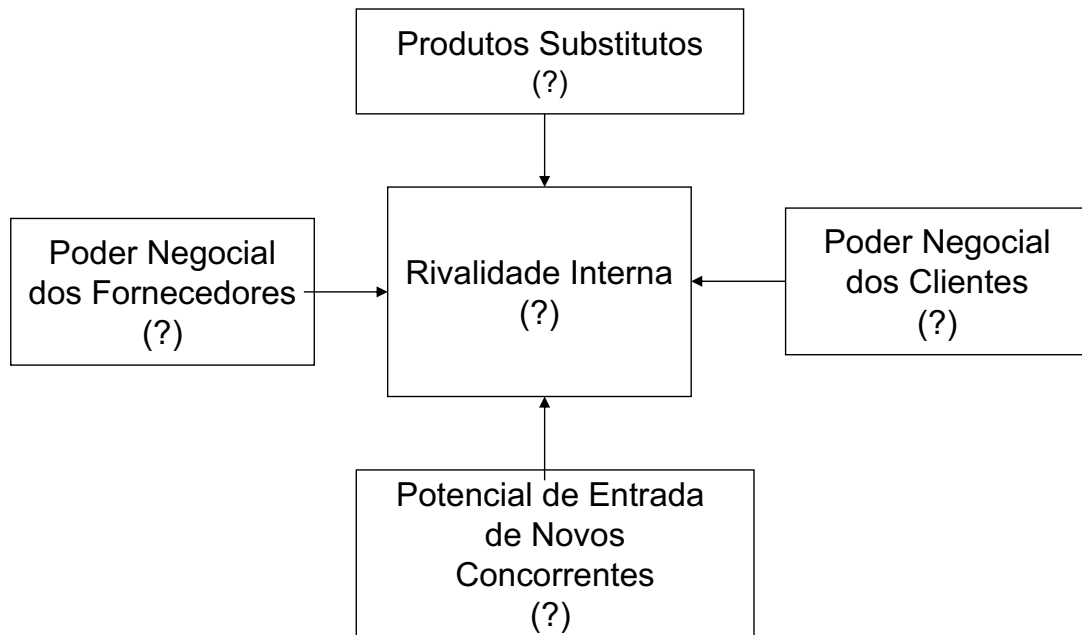 Produtos Substitutos
(?)
Poder Negocial
dos Fornecedores
(?)
Rivalidade Interna
(?)
Poder Negocial
dos Clientes
(?)
Potencial de Entrada
de Novos
Concorrentes
(?)